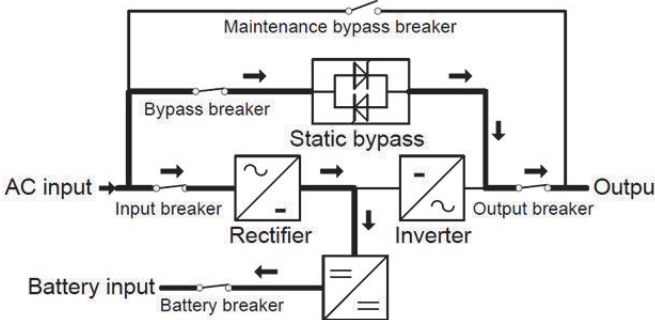 Maintenance bypass breaker
Bypass breaker
Static bypass
AC input
Input breaker
Rectifier
Inverter
Output breaker
Outpu
Battery input
Battery breaker